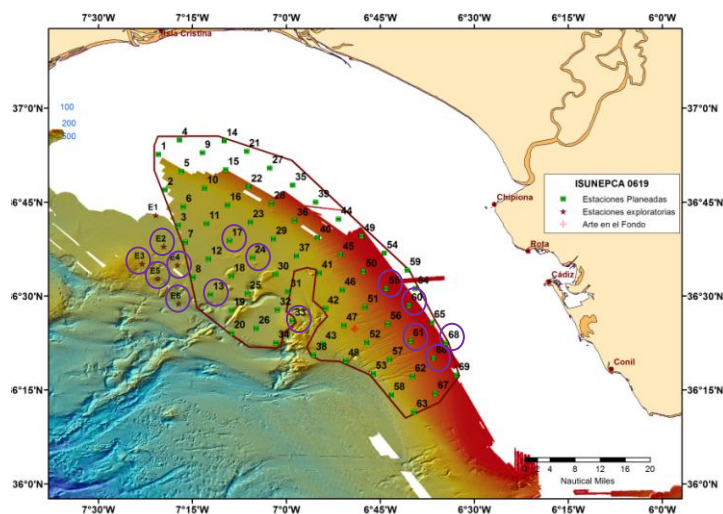 7°30'W 7°15'W 7°0'W 6°45'W 6°30'W 6°15'W 6°0'W
Isla Cristina
37°0'N 37°0'N
100
200
500
4 14
1 9 21
5 15 27
2 10 22 35
6 16 28 39
E1 3 11 23 36 44
ISUNEPCA 0619
Estaciones Planeadas
Estaciones exploratorias
Arte en el Fondo
Chipiona
36°45'N 36°45'N
E2 7 17 29 40 49
E3 E4 12 24 37 45 54
Rota
E5 8 18 30 41 50 59
Cádiz
36°30'N 36°30'N
E6 13 25 31 46 55 64
19 32 42 51 60
20 26 33 47 56 65
34 43 52 61 68
38 48 57 66
Conil
36°15'N 36°15'N
53 62 69
58 67
63
0 2 4 8 12 16 20
Nautical Miles
36°0'N 36°0'N
7°30'W 7°15'W 7°0'W 6°45'W 6°30'W 6°15'W 6°0'W